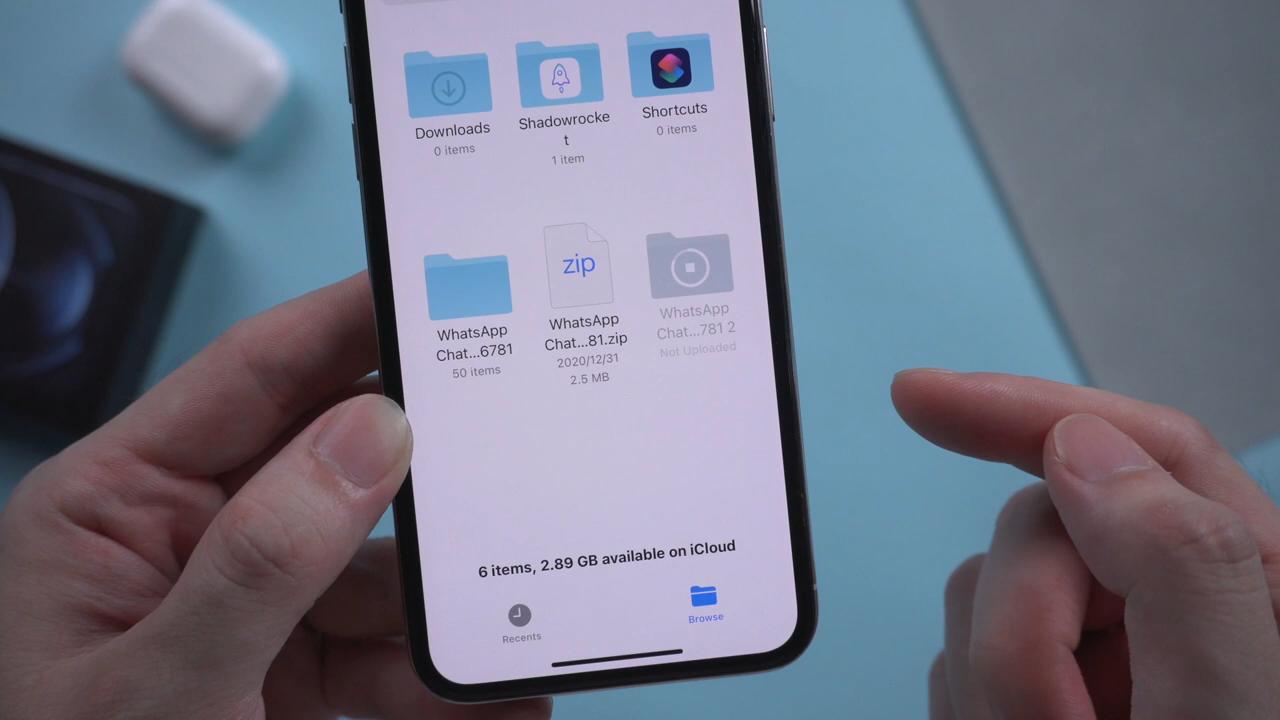 Downloads
0 items
Shadowrocke
t
1 item
Shortcuts
0 items
WhatsApp
Chat...6781
50 items
zip
WhatsApp
Chat...81.zip
2020/12/31
2.5 MB
WhatsApp
Chat...781 2
Not Uploaded
6 items, 2.89 GB available on iCloud
Recents
Browse